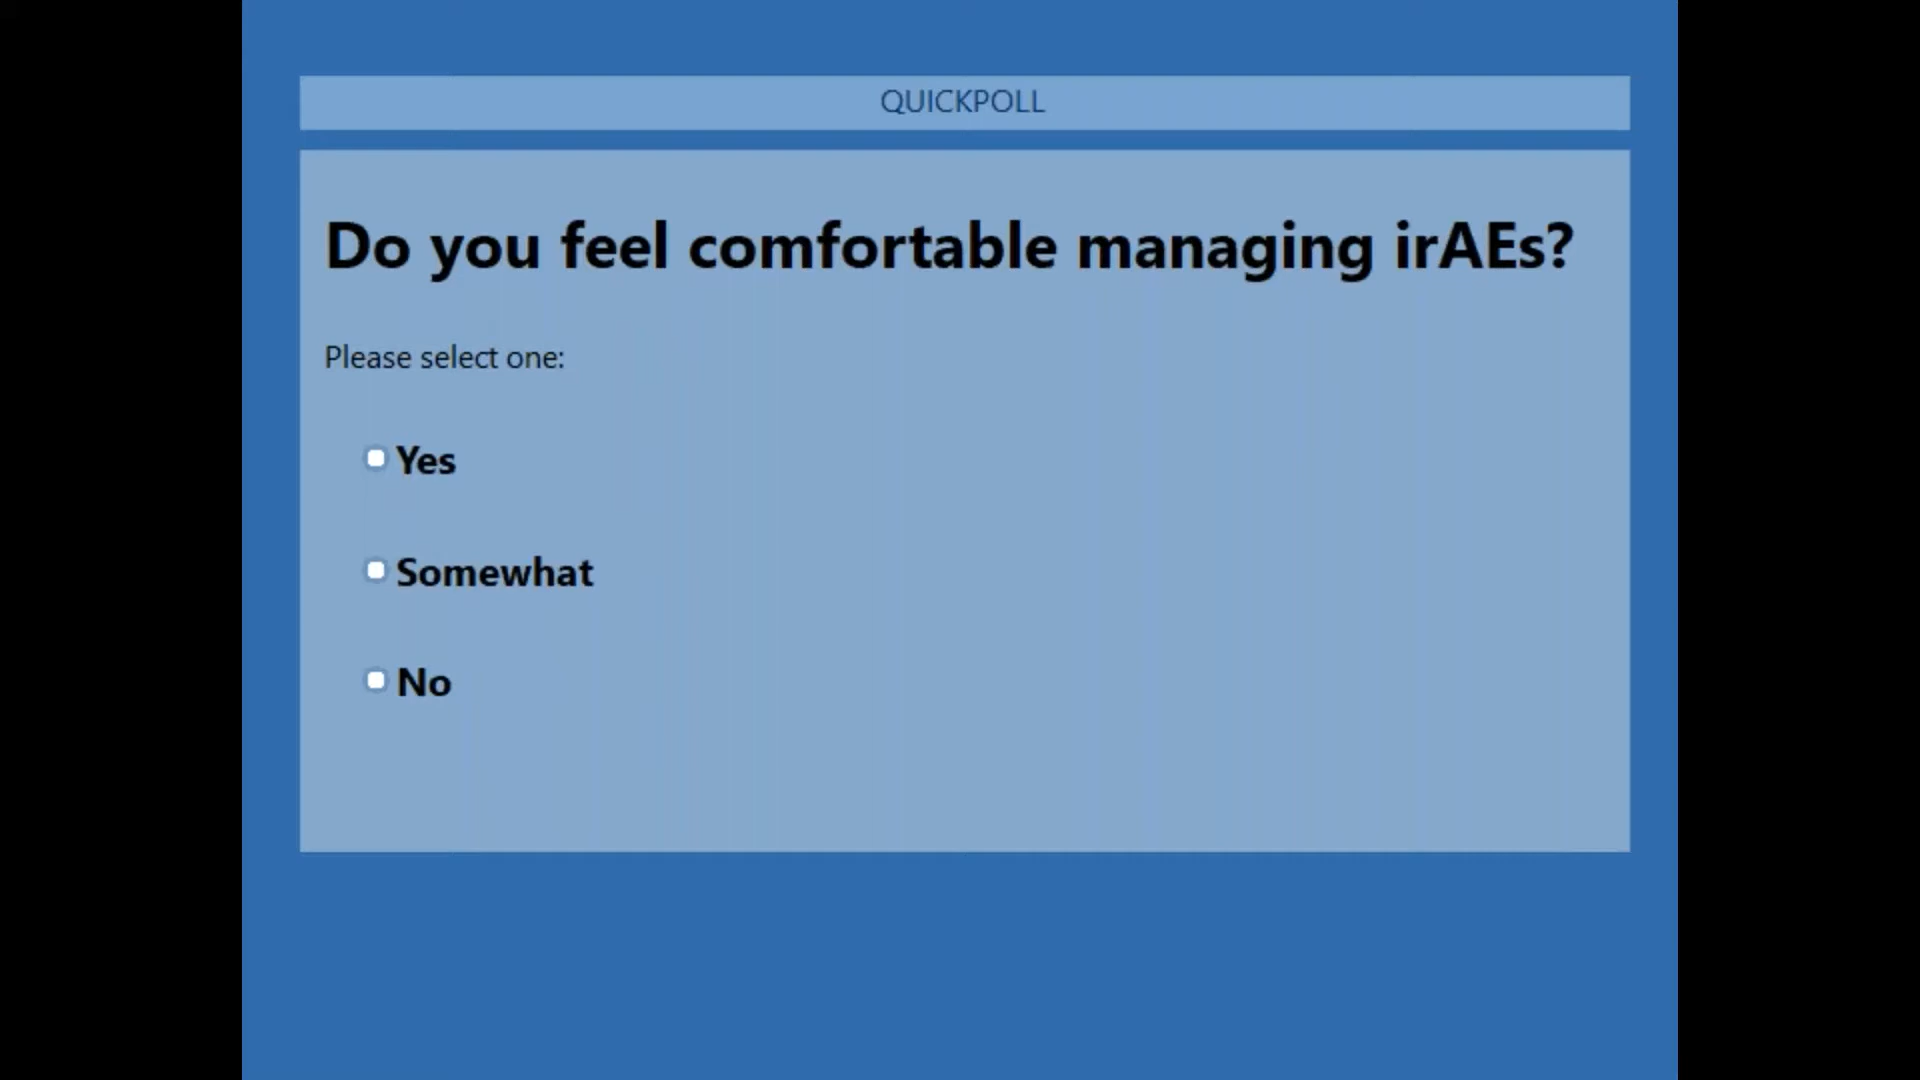 QUICKPOLL
Do you feel comfortable managing irAEs?
Please select one:
Yes
Somewhat
No